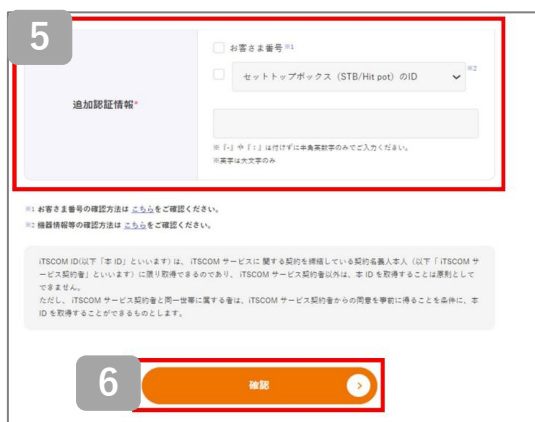 5
お客さま番号※1
セットトップボックス（STB/Hit pot）のID
※2
追加認証情報*
※「-」や「：」は付けずに半角英数字のみでご入力ください。
※英字は大文字のみ
※1 お客さま番号の確認方法は こちらをご確認ください。
※2 機器情報等の確認方法は こちらをご確認ください。
iTSCOM ID(以下「本 ID」といいます) は、 iTSCOM サービスに 関する契約を締結している契約名義人本人（以下「 iTSCOM サ
ービス契約者」といいます）に限り取得できるのであり、 iTSCOM サービス契約者以外は、本 ID を取得することは原則として
できません。
ただし、 iTSCOM サービス契約者と同一世帯に属する者は、iTSCOM サービス契約者からの同意を事前に得ることを条件に、本
ID を取得することができるものとします。
6
確認